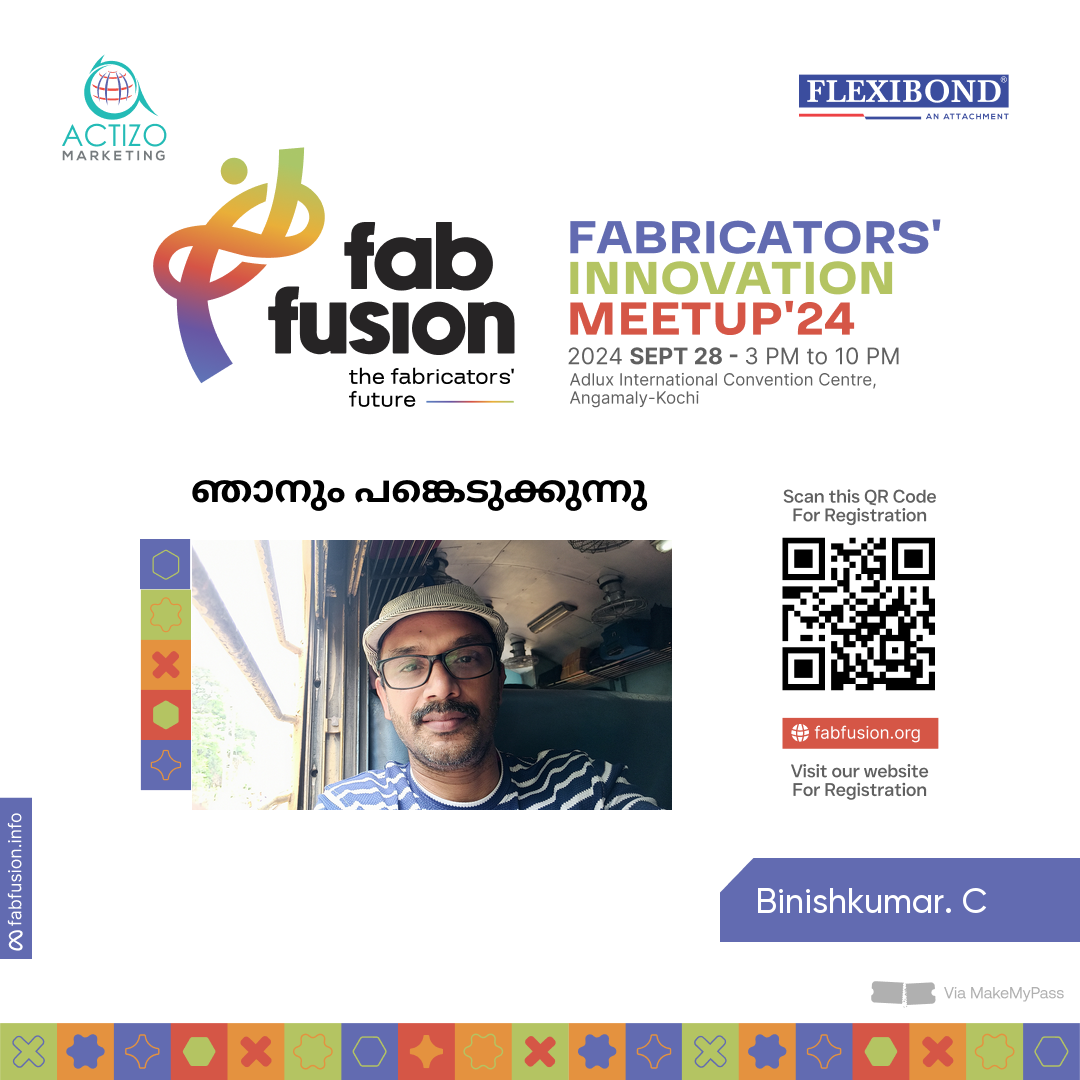 ACTIZO
MARKETING
FLEXIBOND®
AN ATTACHMENT
fab
fusion
the fabricators'
future
FABRICATORS'
INNOVATION
MEETUP'24
2024 SEPT 28 - 3 PM to 10 PM
Adlux International Convention Centre,
Angamaly-Kochi
ഞാനും പങ്കെടുക്കുന്നു
Scan this QR Code
For Registration
fabfusion.org
Visit our website
For Registration
fabfusion.info
Binishkumar. C
Via MakeMyPass